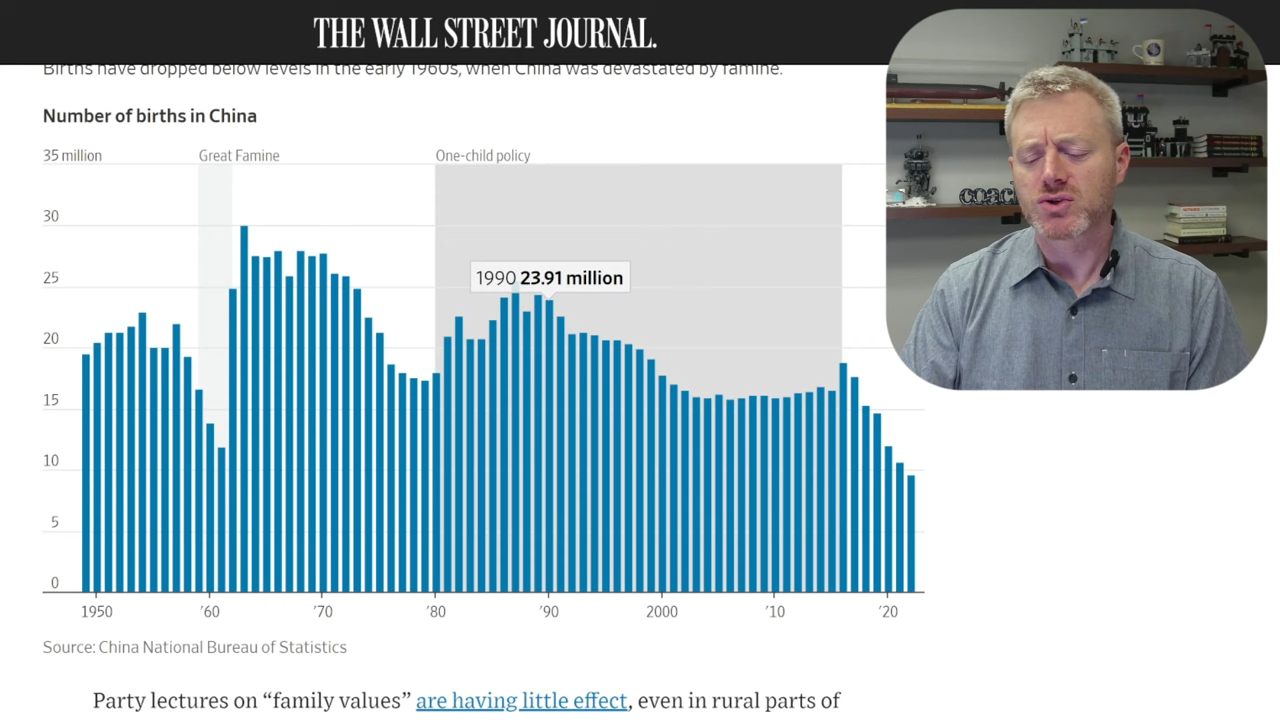 THE WALL STREET JOURNAL.
Births have dropped below levels in the early 1960s, when China was devastated by famine.
Number of births in China
35 million
Great Famine
One-child policy
30
25
1990 23.91 million
20
15
10
5
0
1950 ’60 ’70 ’80 ’90 2000 ’10 ’20
Source: China National Bureau of Statistics
Party lectures on “family values” are having little effect, even in rural parts of
coach